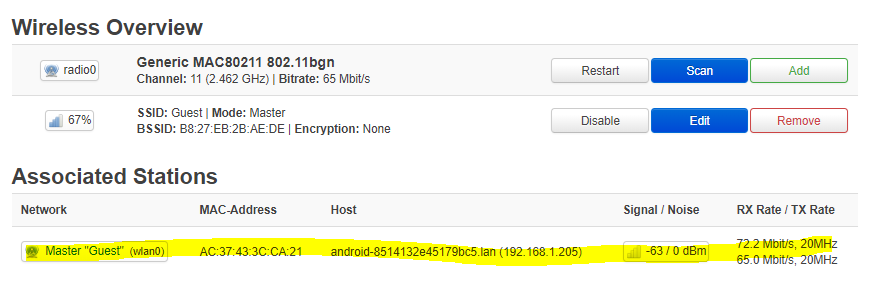 Wireless Overview
radio0
Generic MAC80211 802.11bgn
Channel: 11 (2.462 GHz) | Bitrate: 65 Mbit/s
Restart
Scan
Add
67%
SSID: Guest | Mode: Master
BSSID: B8:27:EB:2B:AE:DE | Encryption: None
Disable
Edit
Remove
Associated Stations
Network MAC-Address Host Signal / Noise RX Rate / TX Rate
Master "Guest" (wlan0) AC:37:43:3C:CA:21 android-8514132e45179bc5.lan (192.168.1.205) -63 / 0 dBm 72.2 Mbit/s, 20MHz
65.0 Mbit/s, 20MHz